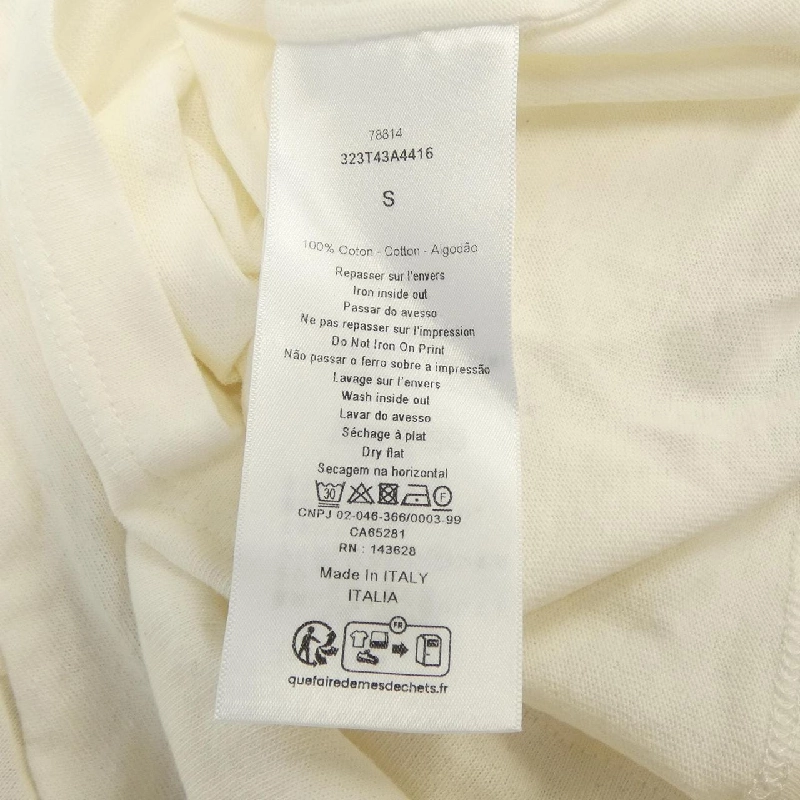 78814
323T43A4416
S
100% Coton - Cotton - Algodão
Repasser sur l'envers
Iron inside out
Passar do avesso
Ne pas repasser sur l'impression
Do Not Iron On Print
Não passar o ferro sobre a impressão
Lavage sur l'envers
Wash inside out
Lavar do avesso
Séchage à plat
Dry flat
Secagem na horizontal
30 F
CNPJ 02-046-366/0003-99
CA65281
RN : 143628
Made In ITALY
ITALIA
FR
quefairedemesdechets.fr